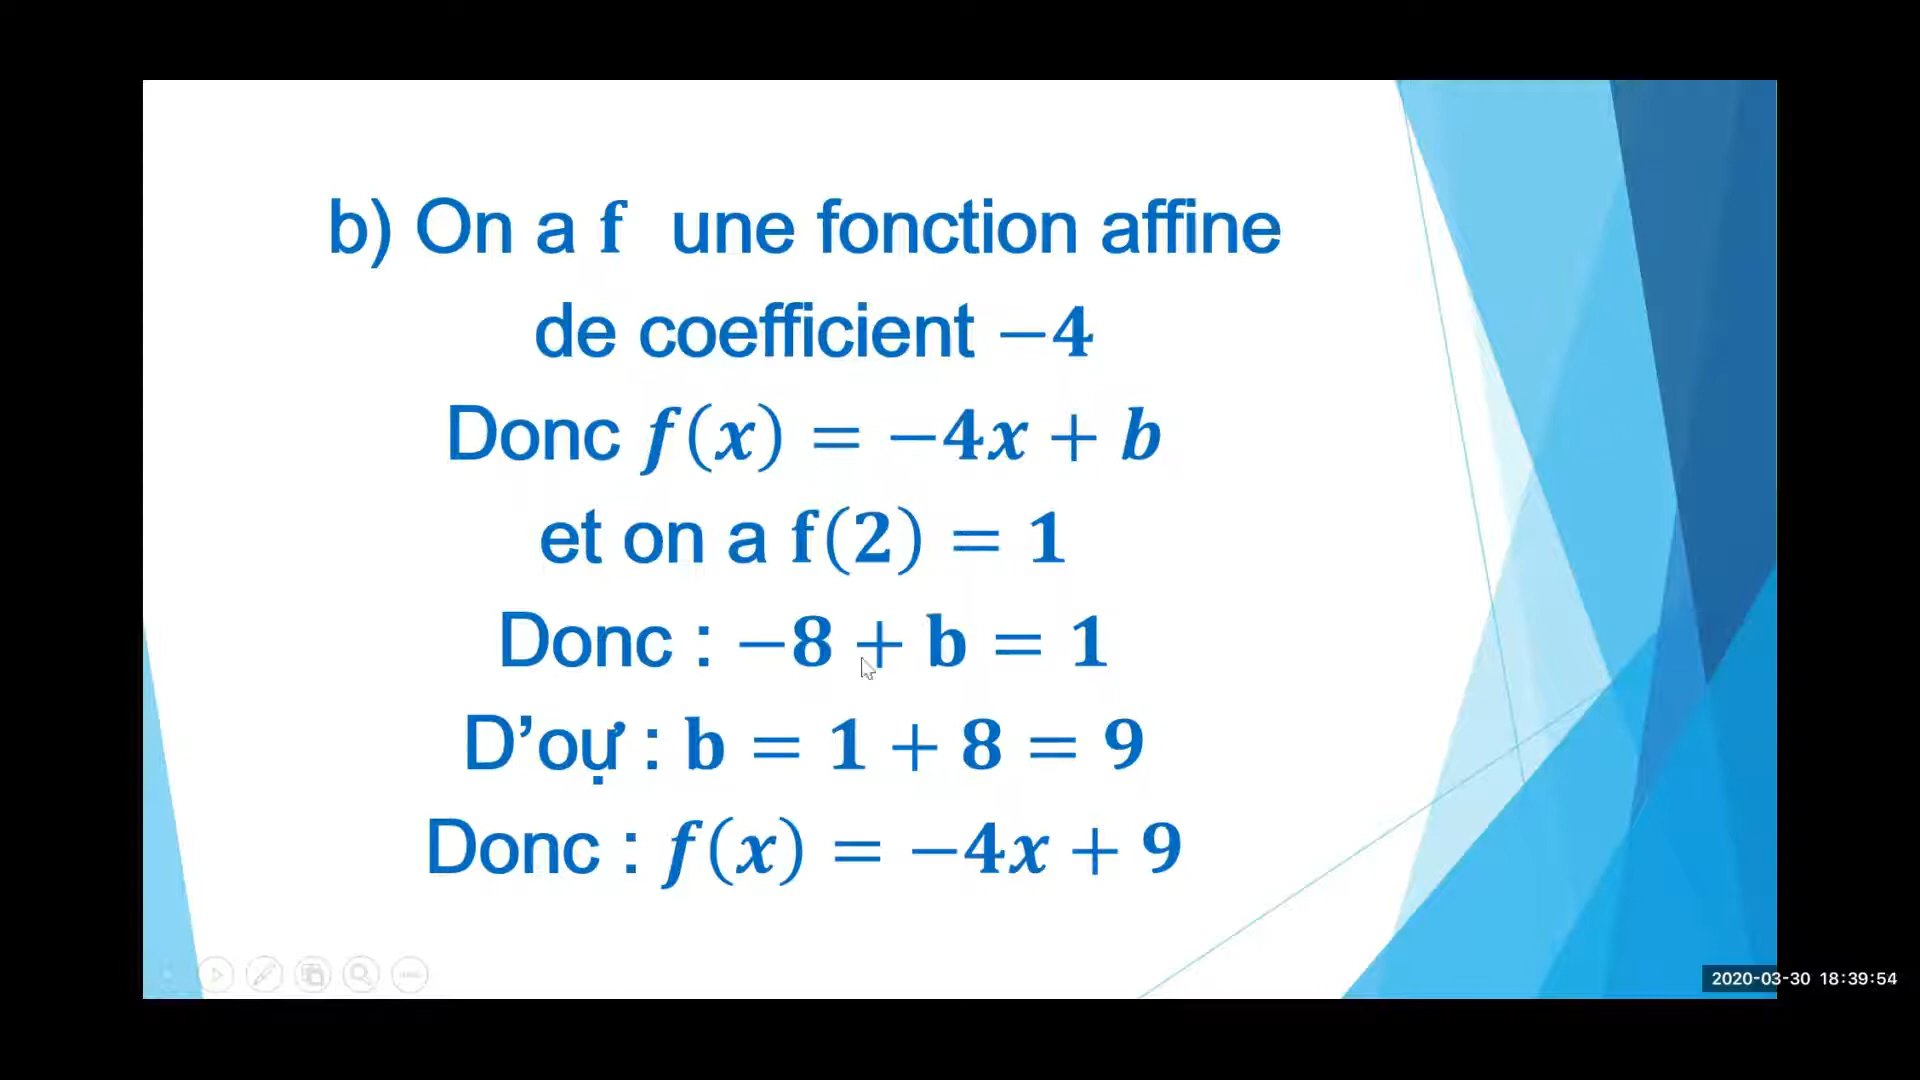 b) On a f une fonction affine
de coefficient −4
Donc f(x) = −4x + b
et on a f(2) = 1
Donc : −8 + b = 1
D’oự : b = 1 + 8 = 9
Donc : f(x) = −4x + 9
2020-03-30 18:39:54